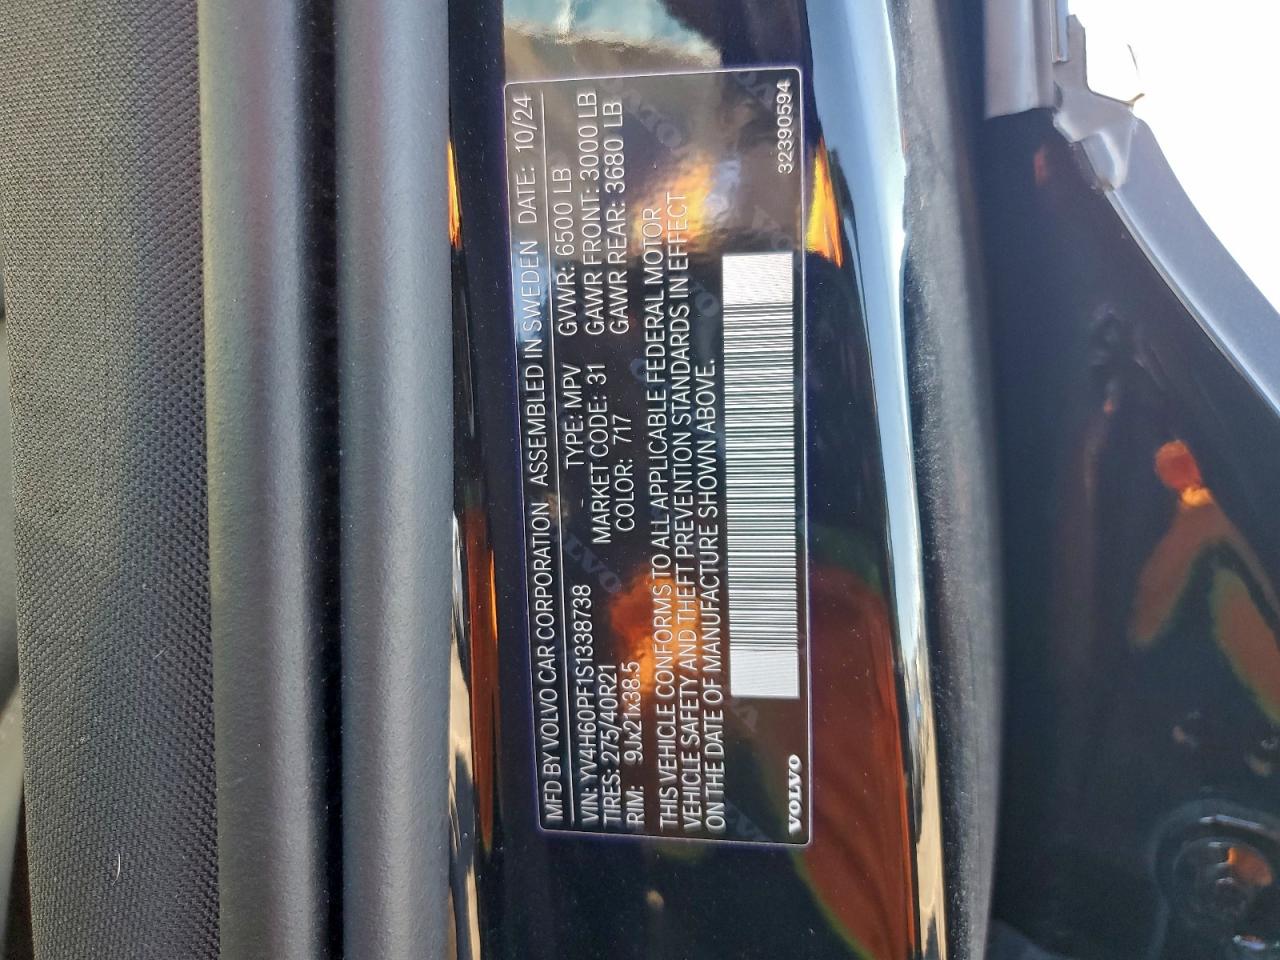 MFD BY VOLVO CAR CORPORATION ASSEMBLED IN SWEDEN DATE: 10/24
VIN: YV4H60PF1S1338738 TYPE: MPV GVWR: 6500 LB
TIRES: 275/40R21 MARKET CODE: 31 GAWR FRONT: 3000 LB
RIM: 9Jx21x38.5 COLOR: 717 GAWR REAR: 3680 LB
THIS VEHICLE CONFORMS TO ALL APPLICABLE FEDERAL MOTOR
VEHICLE SAFETY AND THEFT PREVENTION STANDARDS IN EFFECT
ON THE DATE OF MANUFACTURE SHOWN ABOVE.
VOLVO 32390594